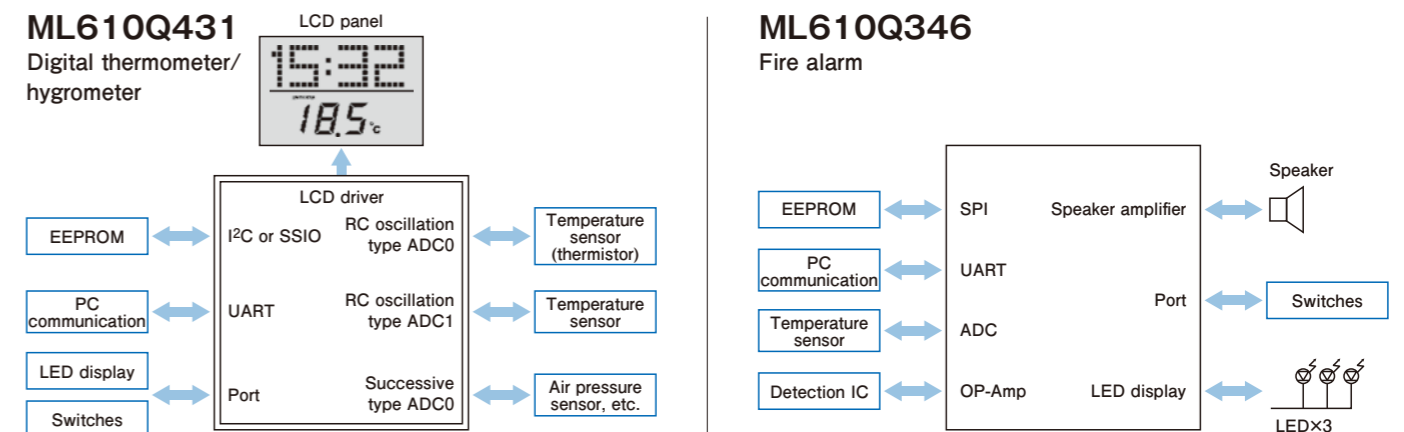 ML610Q431
Digital thermometer/
hygrometer
LCD panel
15:32
18.5°c
LCD driver
EEPROM
I²C or SSIO
RC oscillation
type ADC0
Temperature
sensor
(thermistor)
PC
communication
UART
RC oscillation
type ADC1
Temperature
sensor
LED display
Switches
Port
Successive
type ADC0
Air pressure
sensor, etc.
ML610Q346
Fire alarm
EEPROM
SPI
Speaker amplifier
Speaker
PC
communication
UART
Port
Switches
Temperature
sensor
ADC
Detection IC
OP-Amp
LED display
LED×3